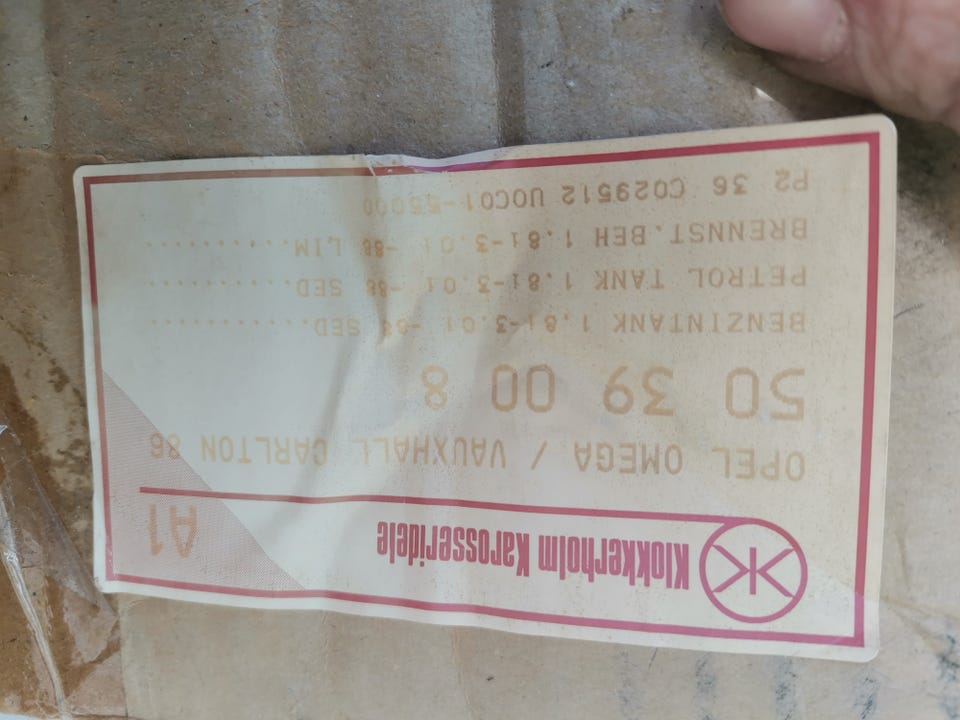 Klokkerholm Karosseridele
A1
OPEL OMEGA / VAUXHALL CARLTON 86
50 39 00 8
BENZINTANK 1.8i-3.0i -88 SED...........
PETROL TANK 1.8i-3.0i -88 SED...........
BRENNST.BEH 1.8i-3.0i -88 LIM...........
P2 36 C029512 U0C01-55000